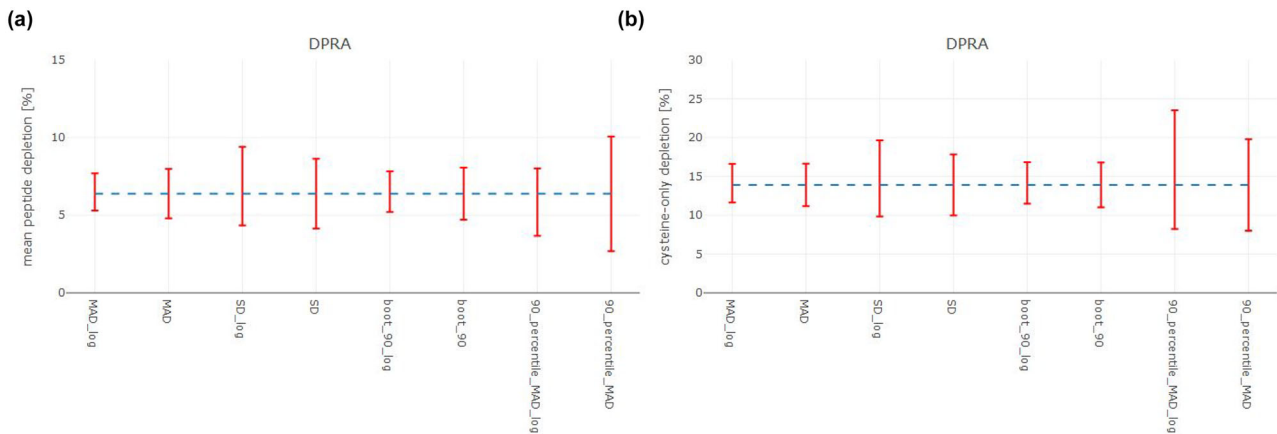 (a)
DPRA
mean peptide depletion [%]
15
10
5
0
MAD_log
MAD
SD_log
SD
boot_90_log
boot_90
90_percentile_MAD_log
90_percentile_MAD
(b)
DPRA
cysteine-only depletion [%]
30
25
20
15
10
5
0
MAD_log
MAD
SD_log
SD
boot_90_log
boot_90
90_percentile_MAD_log
90_percentile_MAD